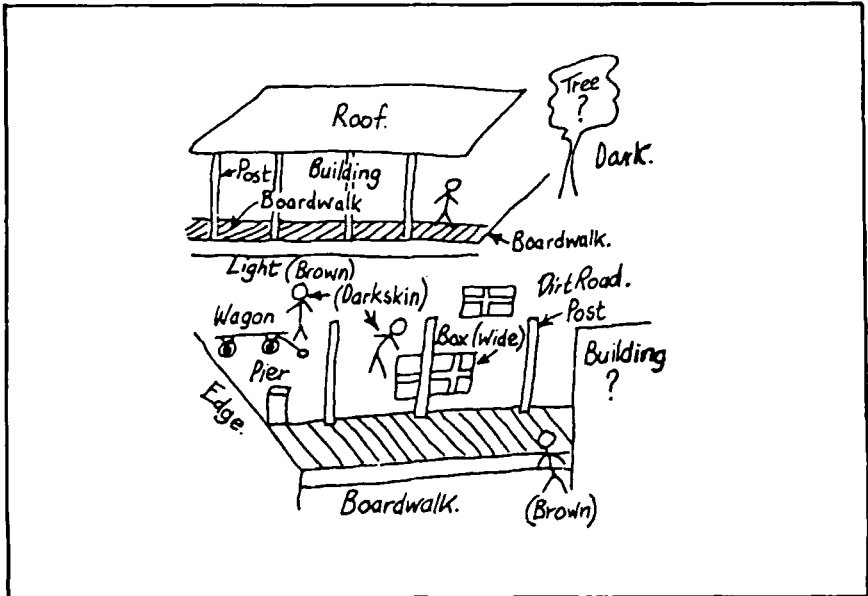 Tree
?
Roof.
Dark.
Post
Building
Boardwalk
Boardwalk.
Light (Brown)
(Darkskin)
Dirt Road.
Wagon
Post
Box (Wide)
Building
?
Pier
Edge.
Boardwalk.
(Brown)